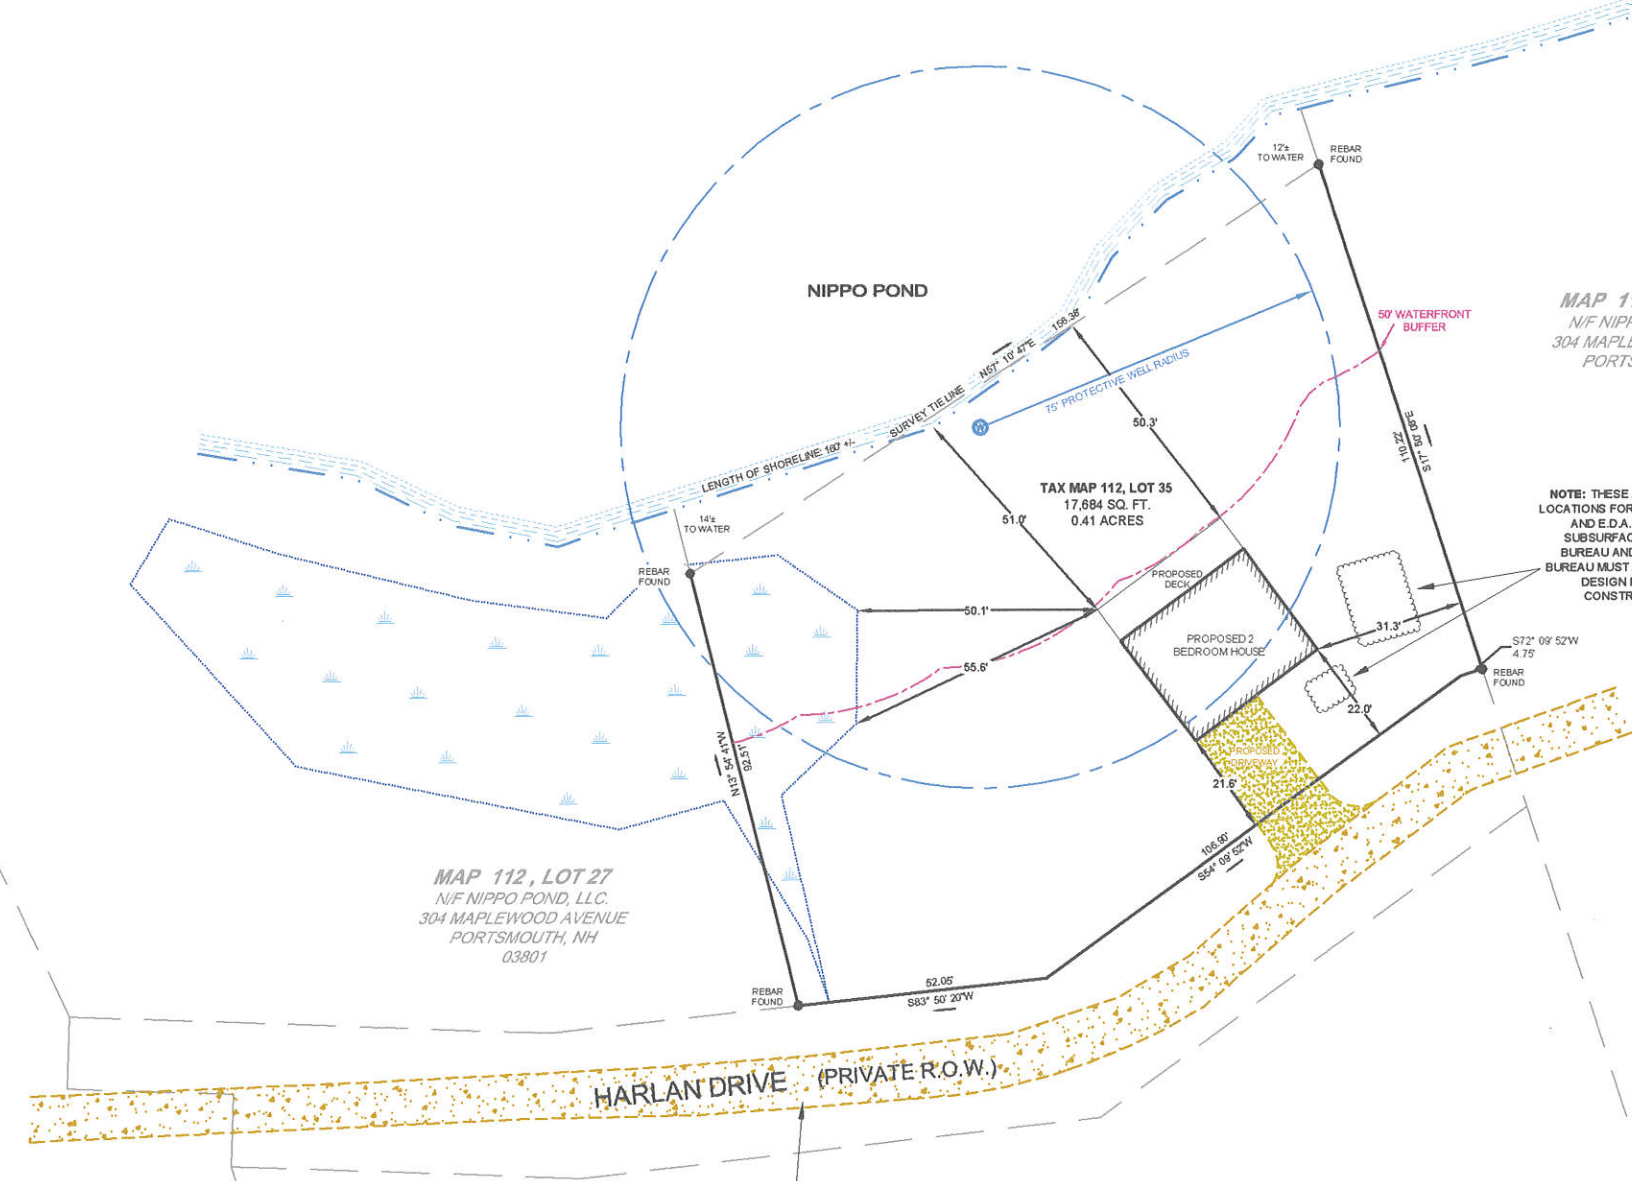 12'±
TO WATER
REBAR
FOUND
NIPPO POND
MAP 11
N/F NIPP
304 MAPLE
PORTS
50' WATERFRONT
BUFFER
156.38'
N57° 10' 47"E
SURVEY TIE LINE
75' PROTECTIVE WELL RADIUS
W
50.3'
LENGTH OF SHORELINE: 160' +/-
110.22'
S17° 50' 08"E
TAX MAP 112, LOT 35
17,684 SQ. FT.
0.41 ACRES
51.0'
14'±
TO WATER
REBAR
FOUND
NOTE: THESE
LOCATIONS FOR
AND E.D.A.
SUBSURFAC
BUREAU AND
BUREAU MUST
DESIGN
CONSTR
PROPOSED
DECK
50.1'
55.6'
PROPOSED 2
BEDROOM HOUSE
31.3'
S72° 09' 52"W
4.75'
REBAR
FOUND
22.0'
PROPOSED
DRIVEWAY
21.6'
N13° 54' 41"W
92.51'
106.90'
S54° 09' 52"W
MAP 112 , LOT 27
N/F NIPPO POND, LLC.
304 MAPLEWOOD AVENUE
PORTSMOUTH, NH
03801
REBAR
FOUND
52.05'
S83° 50' 20"W
HARLAN DRIVE (PRIVATE R.O.W.)